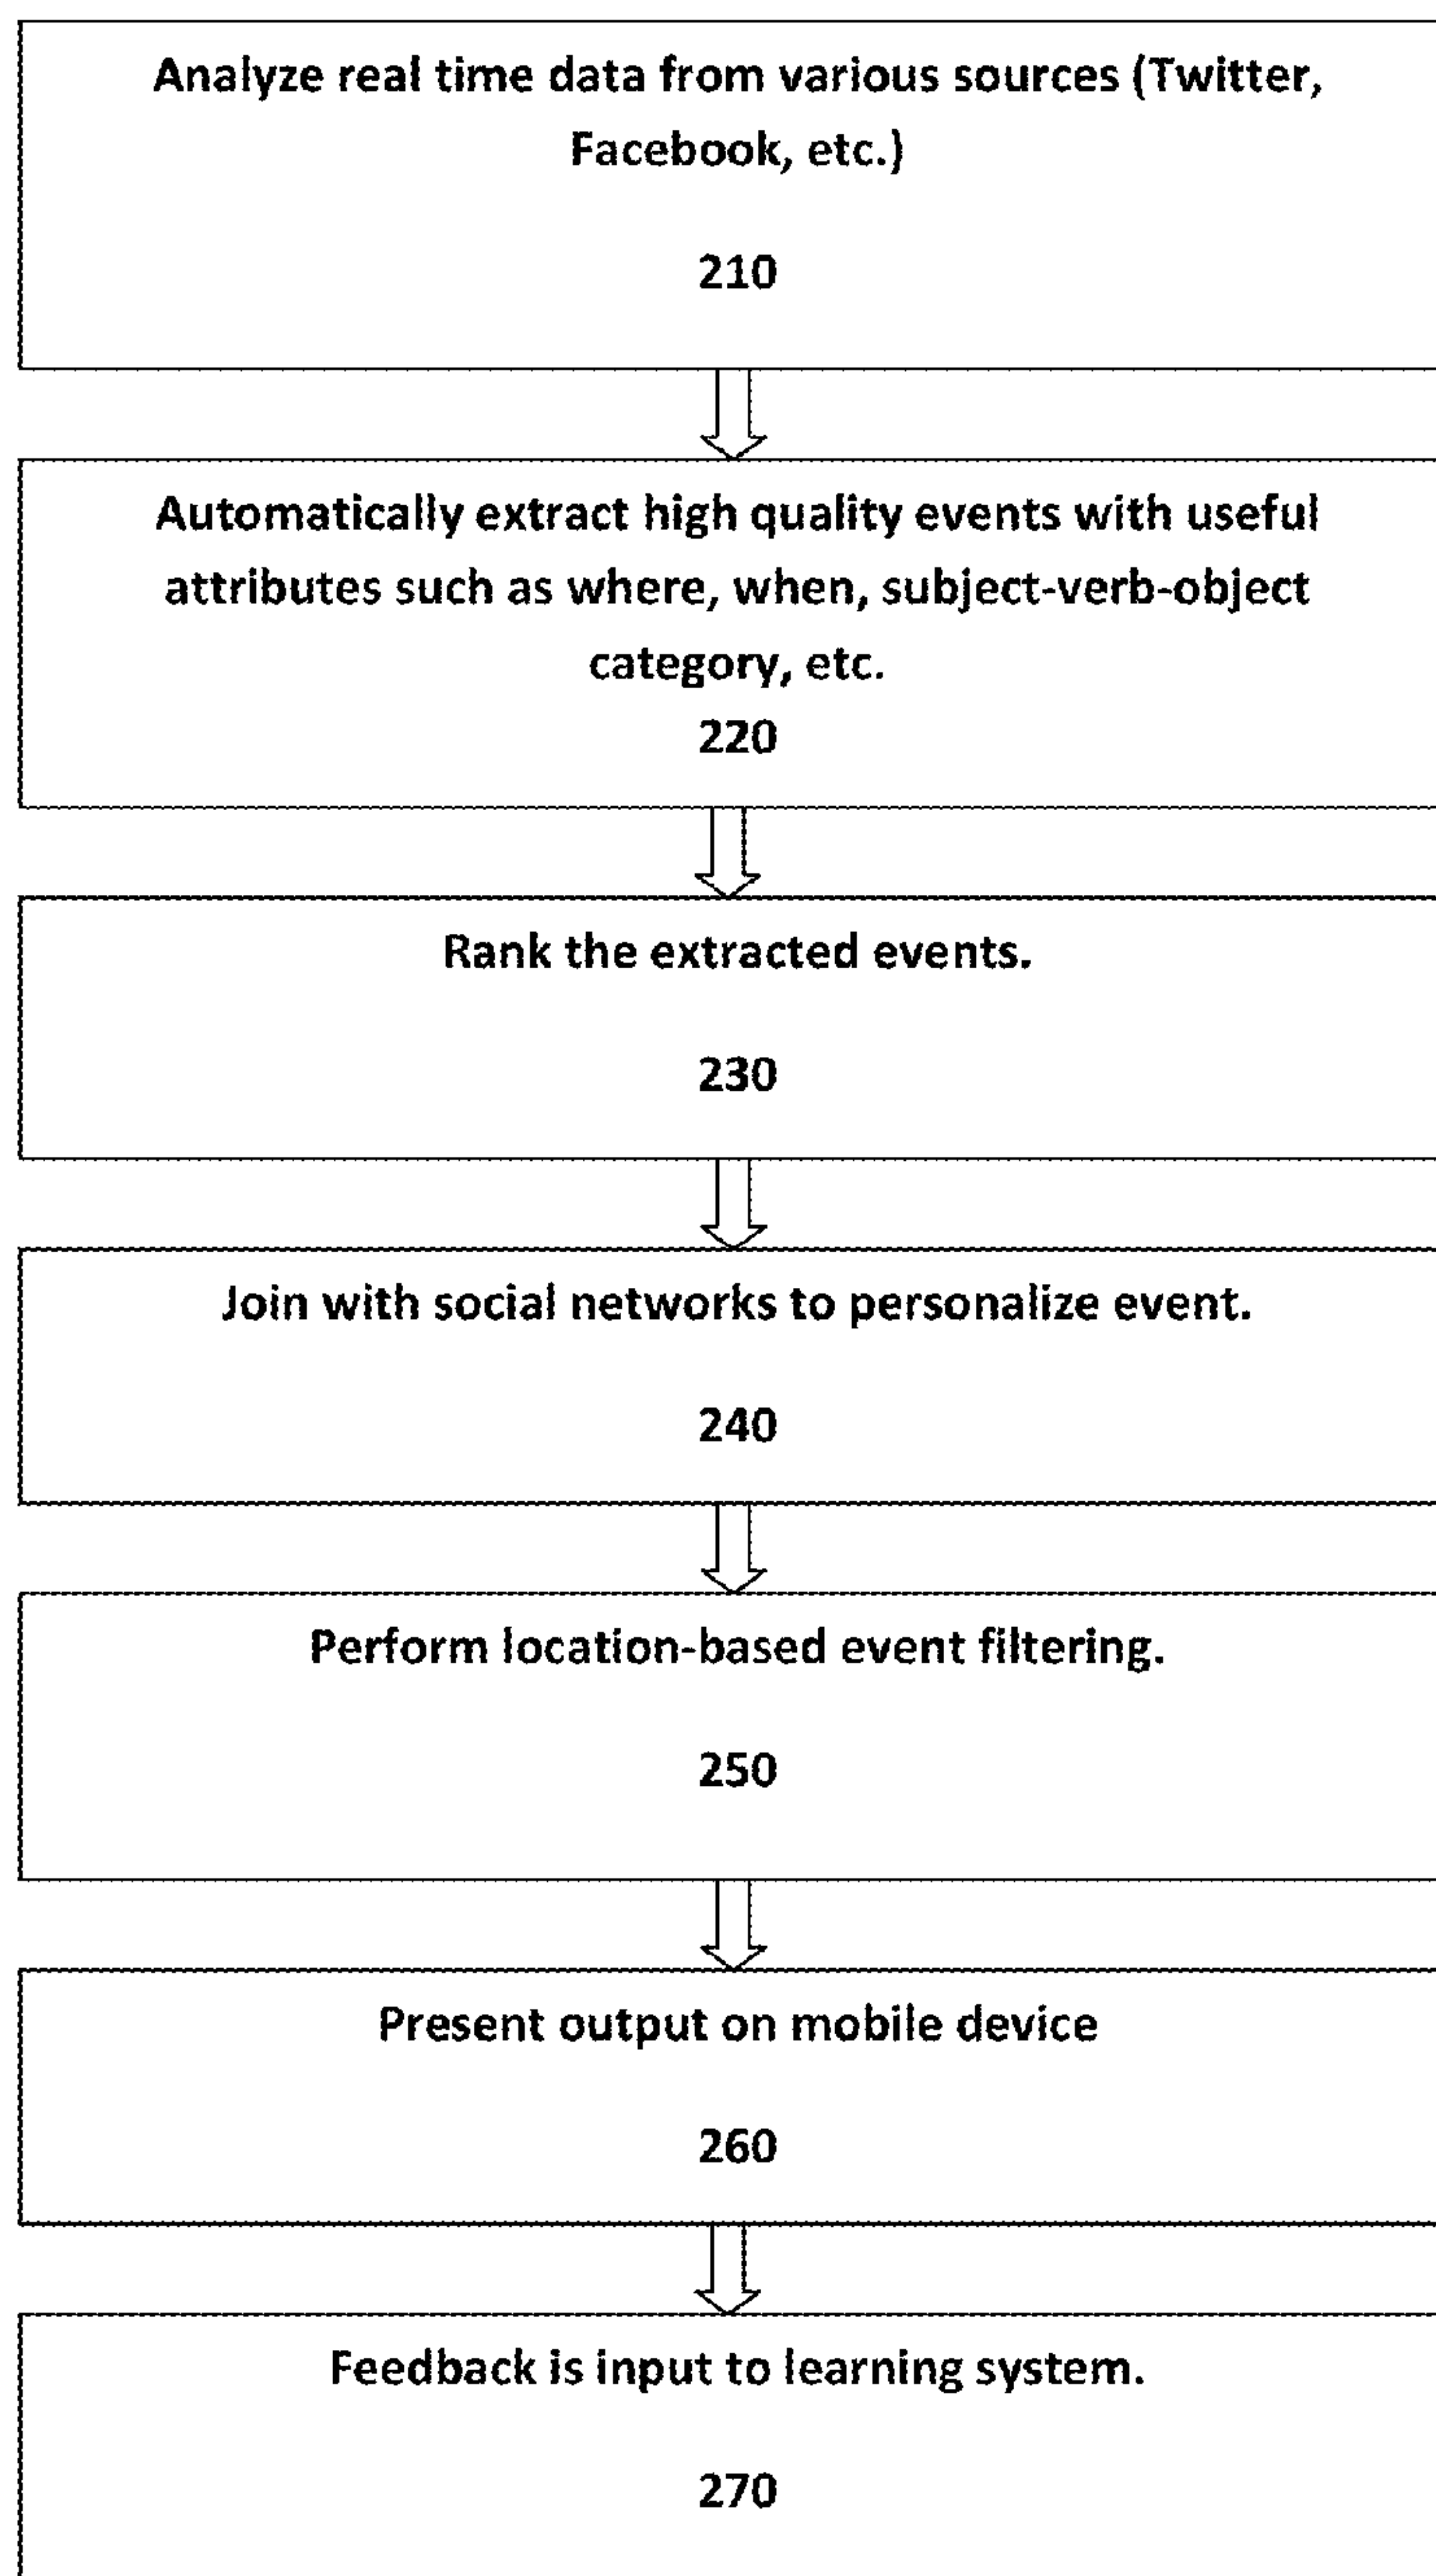 Analyze real time data from various sources (Twitter,
Facebook, etc.)
210
Automatically extract high quality events with useful
attributes such as where, when, subject-verb-object
category, etc.
220
Rank the extracted events.
230
Join with social networks to personalize event.
240
Perform location-based event filtering.
250
Present output on mobile device
260
Feedback is input to learning system.
270